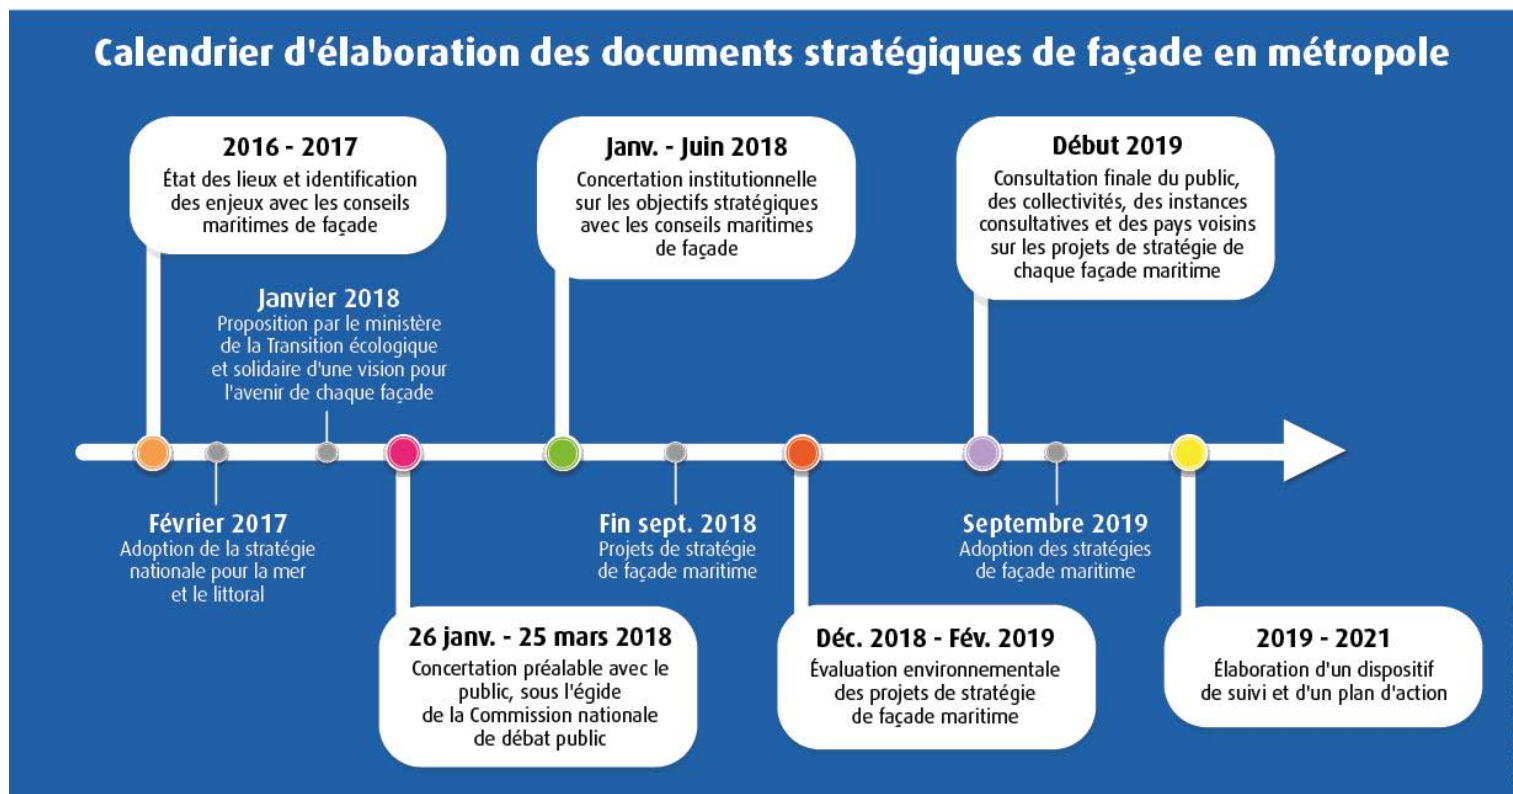 Calendrier d'élaboration des documents stratégiques de façade en métropole
2016 - 2017
État des lieux et identification
des enjeux avec les conseils
maritimes de façade
Janv. - Juin 2018
Concertation institutionnelle
sur les objectifs stratégiques
avec les conseils maritimes
de façade
Début 2019
Consultation finale du public,
des collectivités, des instances
consultatives et des pays voisins
sur les projets de stratégie de
chaque façade maritime
Janvier 2018
Proposition par le ministère
de la Transition écologique
et solidaire d'une vision pour
l'avenir de chaque façade
Février 2017
Adoption de la stratégie
nationale pour la mer
et le littoral
Fin sept. 2018
Projets de stratégie
de façade maritime
Septembre 2019
Adoption des stratégies
de façade maritime
26 janv. - 25 mars 2018
Concertation préalable avec le
public, sous l'égide
de la Commission nationale
de débat public
Déc. 2018 - Fév. 2019
Évaluation environnementale
des projets de stratégie
de façade maritime
2019 - 2021
Élaboration d'un dispositif
de suivi et d'un plan d'action